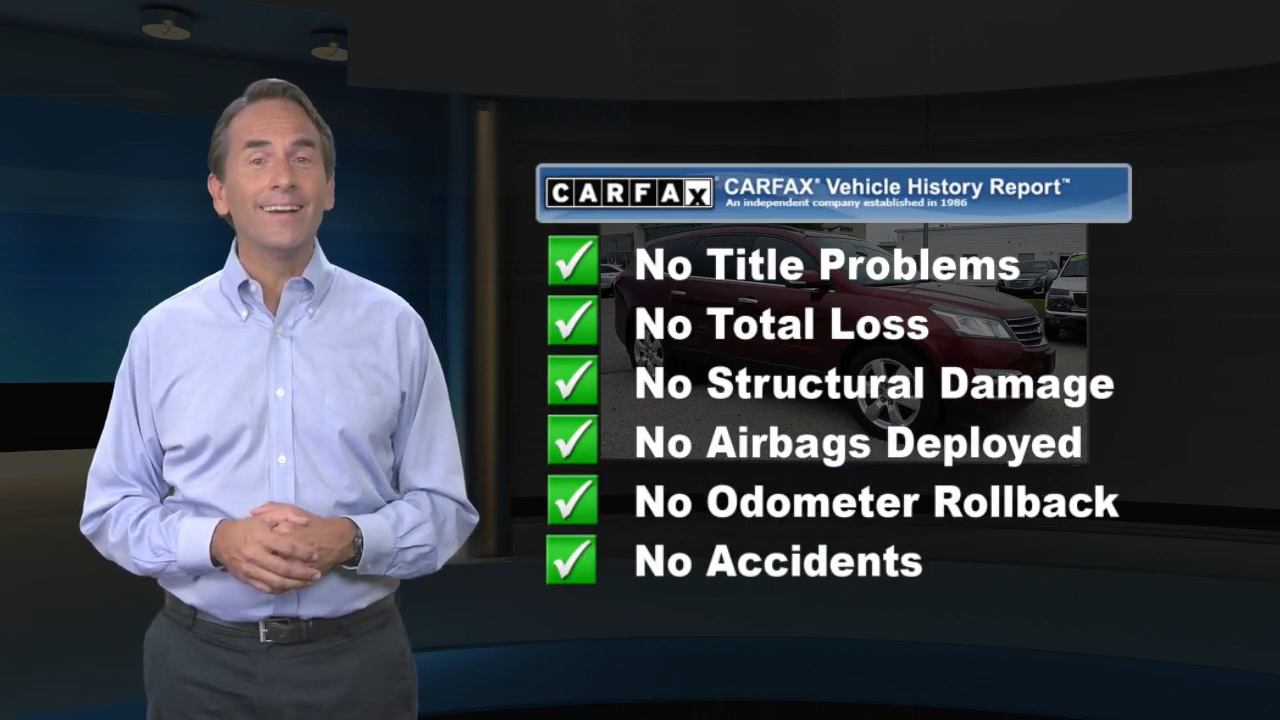 CARFAX
CARFAX® Vehicle History Report™
An independent company established in 1986
No Title Problems
No Total Loss
No Structural Damage
No Airbags Deployed
No Odometer Rollback
No Accidents